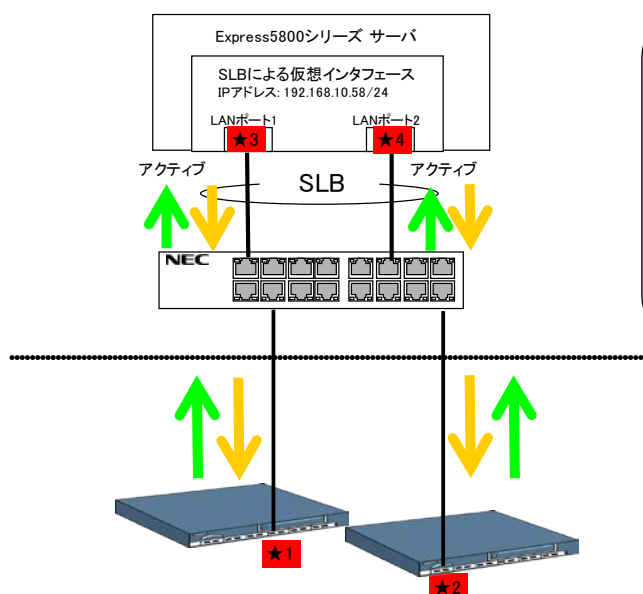 Express5800シリーズ サーバ
SLBによる仮想インタフェース
IPアドレス: 192.168.10.58/24
LANポート1
LANポート2
★3
★4
アクティブ
アクティブ
SLB
NEC
★1
★2